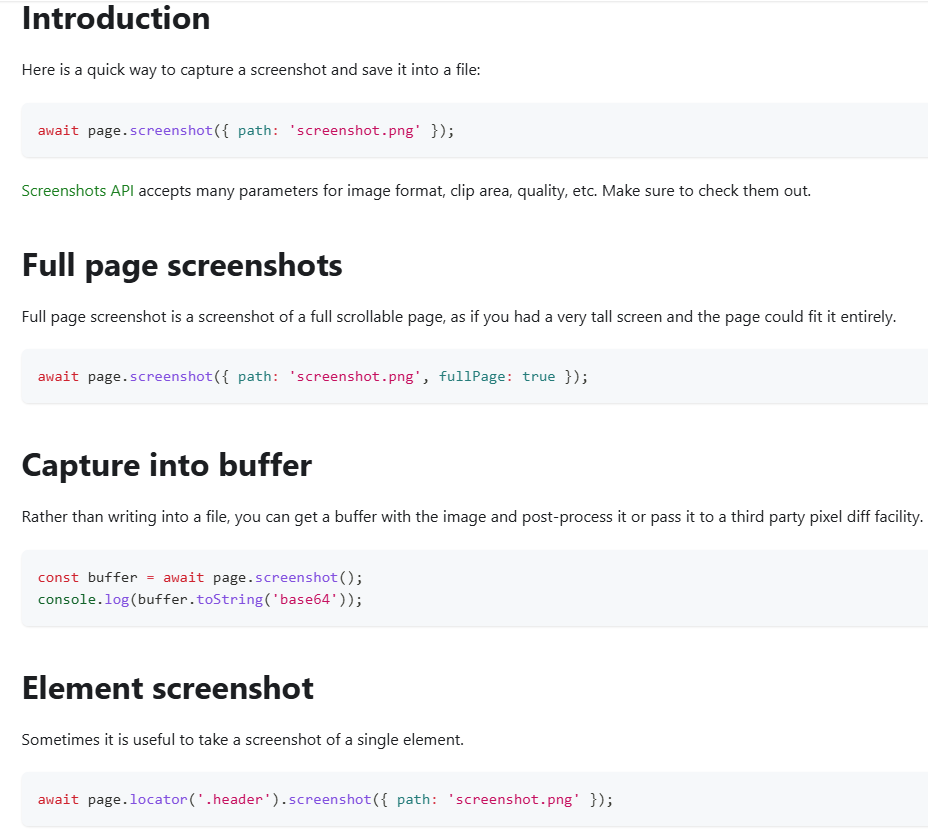 Introduction
Here is a quick way to capture a screenshot and save it into a file:
await page.screenshot({ path: 'screenshot.png' });
Screenshots API accepts many parameters for image format, clip area, quality, etc. Make sure to check them out.
Full page screenshots
Full page screenshot is a screenshot of a full scrollable page, as if you had a very tall screen and the page could fit it entirely.
await page.screenshot({ path: 'screenshot.png', fullPage: true });
Capture into buffer
Rather than writing into a file, you can get a buffer with the image and post-process it or pass it to a third party pixel diff facility.
const buffer = await page.screenshot();
console.log(buffer.toString('base64'));
Element screenshot
Sometimes it is useful to take a screenshot of a single element.
await page.locator('.header').screenshot({ path: 'screenshot.png' });